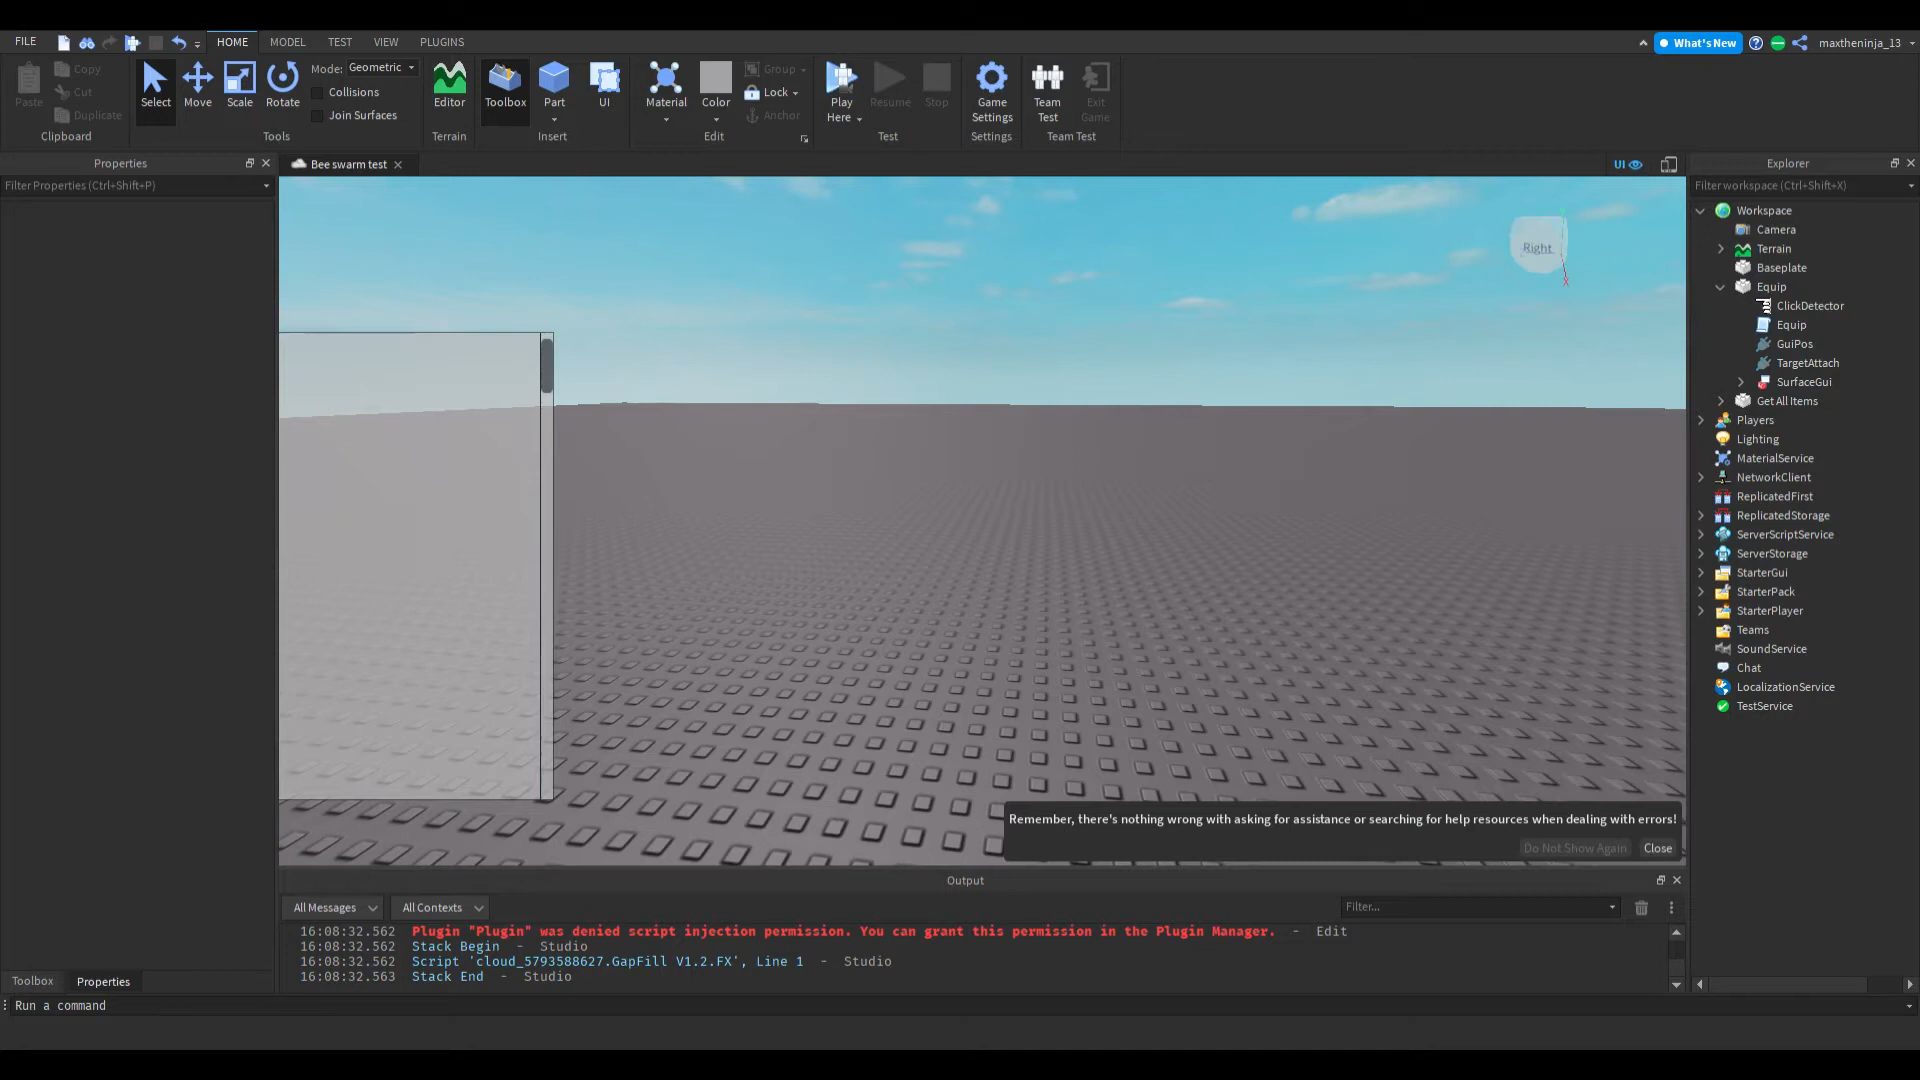 FILE
HOME
MODEL
TEST
VIEW
PLUGINS
What's New
maxtheninja_13
Paste
Copy
Cut
Duplicate
Clipboard
Select
Move
Scale
Rotate
Mode: Geometric
Collisions
Join Surfaces
Tools
Editor
Terrain
Toolbox
Part
UI
Insert
Material
Color
Group
Lock
Anchor
Edit
Play Here
Resume
Stop
Test
Game Settings
Settings
Team Test
Exit Game
Team Test
Properties
Filter Properties (Ctrl+Shift+P)
Bee swarm test
UI
Right
Explorer
Filter workspace (Ctrl+Shift+X)
Workspace
Camera
Terrain
Baseplate
Equip
ClickDetector
Equip
GuiPos
TargetAttach
SurfaceGui
Get All Items
Players
Lighting
MaterialService
NetworkClient
ReplicatedFirst
ReplicatedStorage
ServerScriptService
ServerStorage
StarterGui
StarterPack
StarterPlayer
Teams
SoundService
Chat
LocalizationService
TestService
Remember, there's nothing wrong with asking for assistance or searching for help resources when dealing with errors!
Do Not Show Again
Close
Output
All Messages
All Contexts
Filter...
16:08:32.562 Plugin "Plugin" was denied script injection permission. You can grant this permission in the Plugin Manager. - Edit
16:08:32.562 Stack Begin - Studio
16:08:32.562 Script 'cloud_5793588627.GapFill V1.2.FX', Line 1 - Studio
16:08:32.563 Stack End - Studio
Toolbox
Properties
Run a command